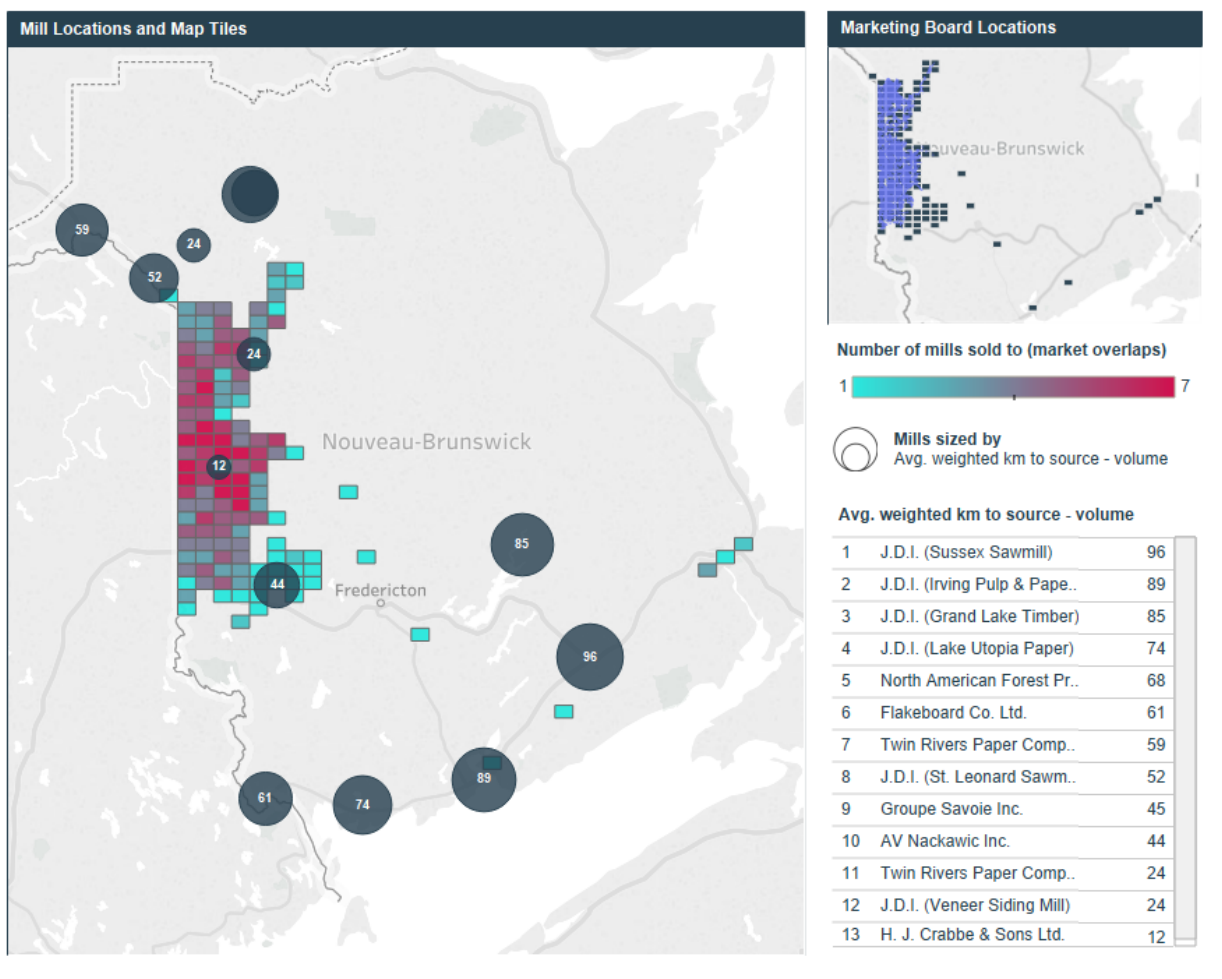 Mill Locations and Map Tiles
59
24
52
24
Nouveau-Brunswick
12
85
44
Fredericton
96
89
61
74
Marketing Board Locations
ouveau-Brunswick
Number of mills sold to (market overlaps)
1 7
Mills sized by
Avg. weighted km to source - volume
Avg. weighted km to source - volume
1 J.D.I. (Sussex Sawmill) 96
2 J.D.I. (Irving Pulp & Pape.. 89
3 J.D.I. (Grand Lake Timber) 85
4 J.D.I. (Lake Utopia Paper) 74
5 North American Forest Pr.. 68
6 Flakeboard Co. Ltd. 61
7 Twin Rivers Paper Comp.. 59
8 J.D.I. (St. Leonard Sawm.. 52
9 Groupe Savoie Inc. 45
10 AV Nackawic Inc. 44
11 Twin Rivers Paper Comp.. 24
12 J.D.I. (Veneer Siding Mill) 24
13 H. J. Crabbe & Sons Ltd. 12